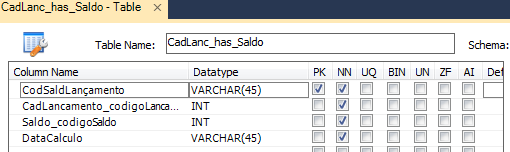 CadLanc_has_Saldo - Table ×
Table Name: CadLanc_has_Saldo Schema:
Column Name Datatype PK NN UQ BIN UN ZF AI Def
CodSaldLançamento VARCHAR(45)
CadLancamento_codigoLanca... INT
Saldo_codigoSaldo INT
DataCalculo VARCHAR(45)